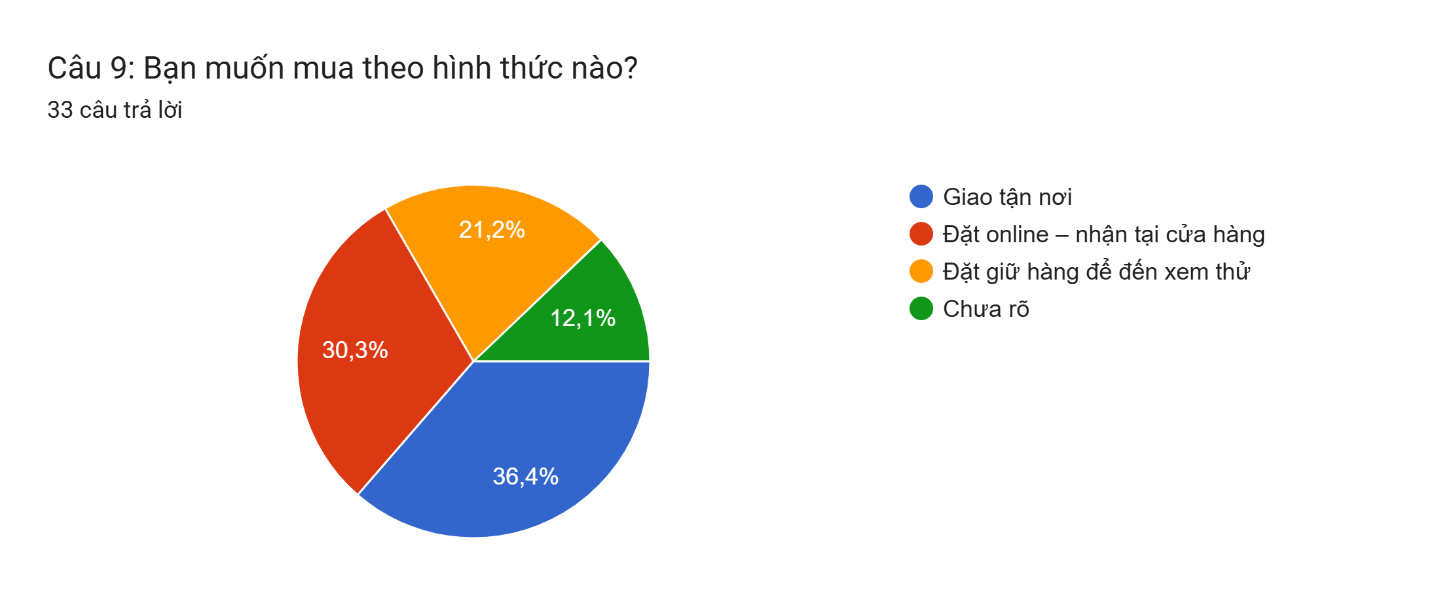 Câu 9: Bạn muốn mua theo hình thức nào?
33 câu trả lời
21,2%
12,1%
30,3%
36,4%
Giao tận nơi
Đặt online – nhận tại cửa hàng
Đặt giữ hàng để đến xem thử
Chưa rõ